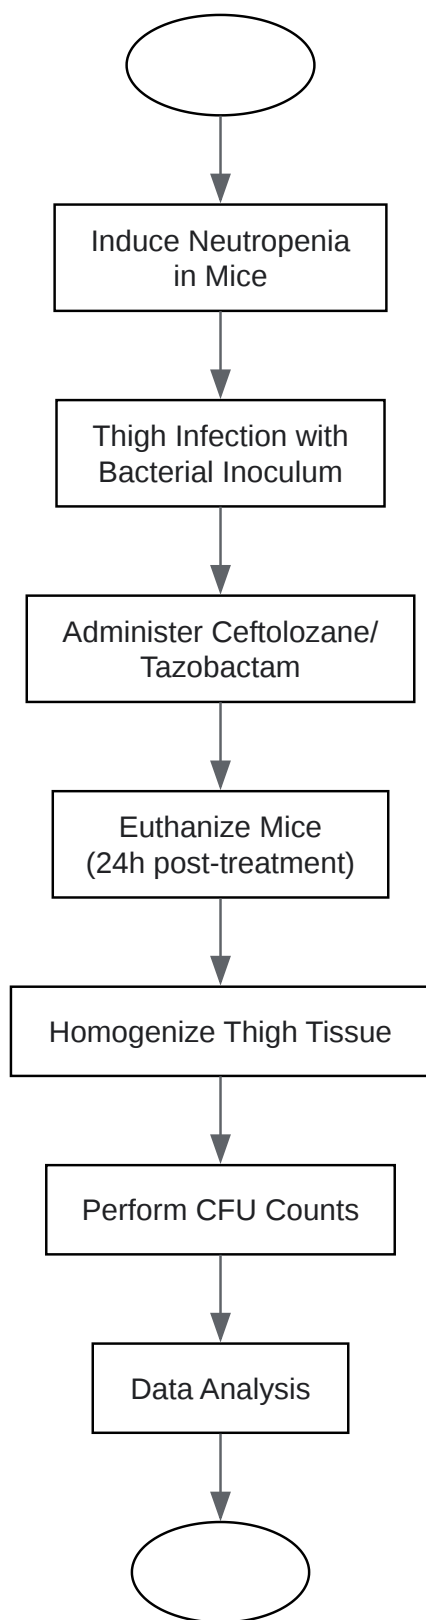 Induce Neutropenia
in Mice
Thigh Infection with
Bacterial Inoculum
Administer Ceftolozane/
Tazobactam
Euthanize Mice
(24h post-treatment)
Homogenize Thigh Tissue
Perform CFU Counts
Data Analysis